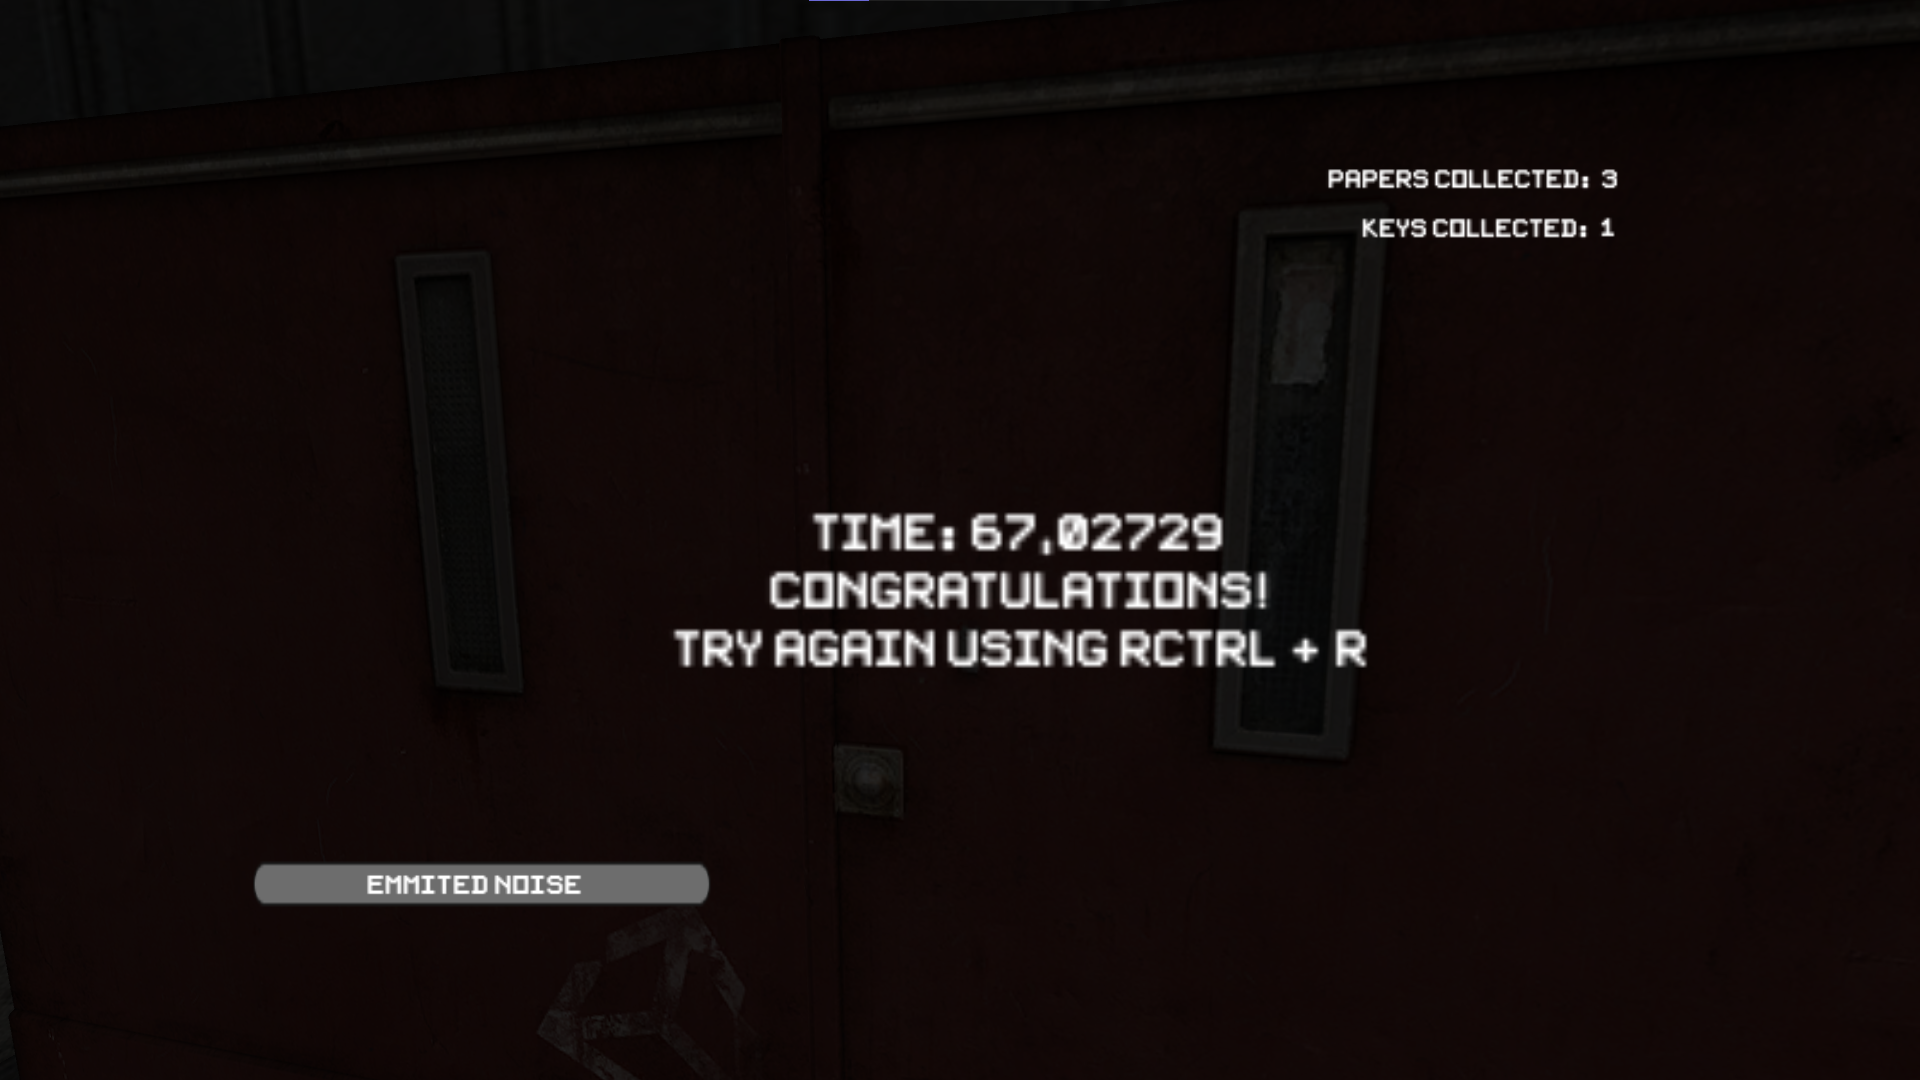 PAPERS COLLECTED: 3
KEYS COLLECTED: 1
TIME: 67,02729
CONGRATULATIONS!
TRY AGAIN USING RCTRL + R
EMMITED NOISE